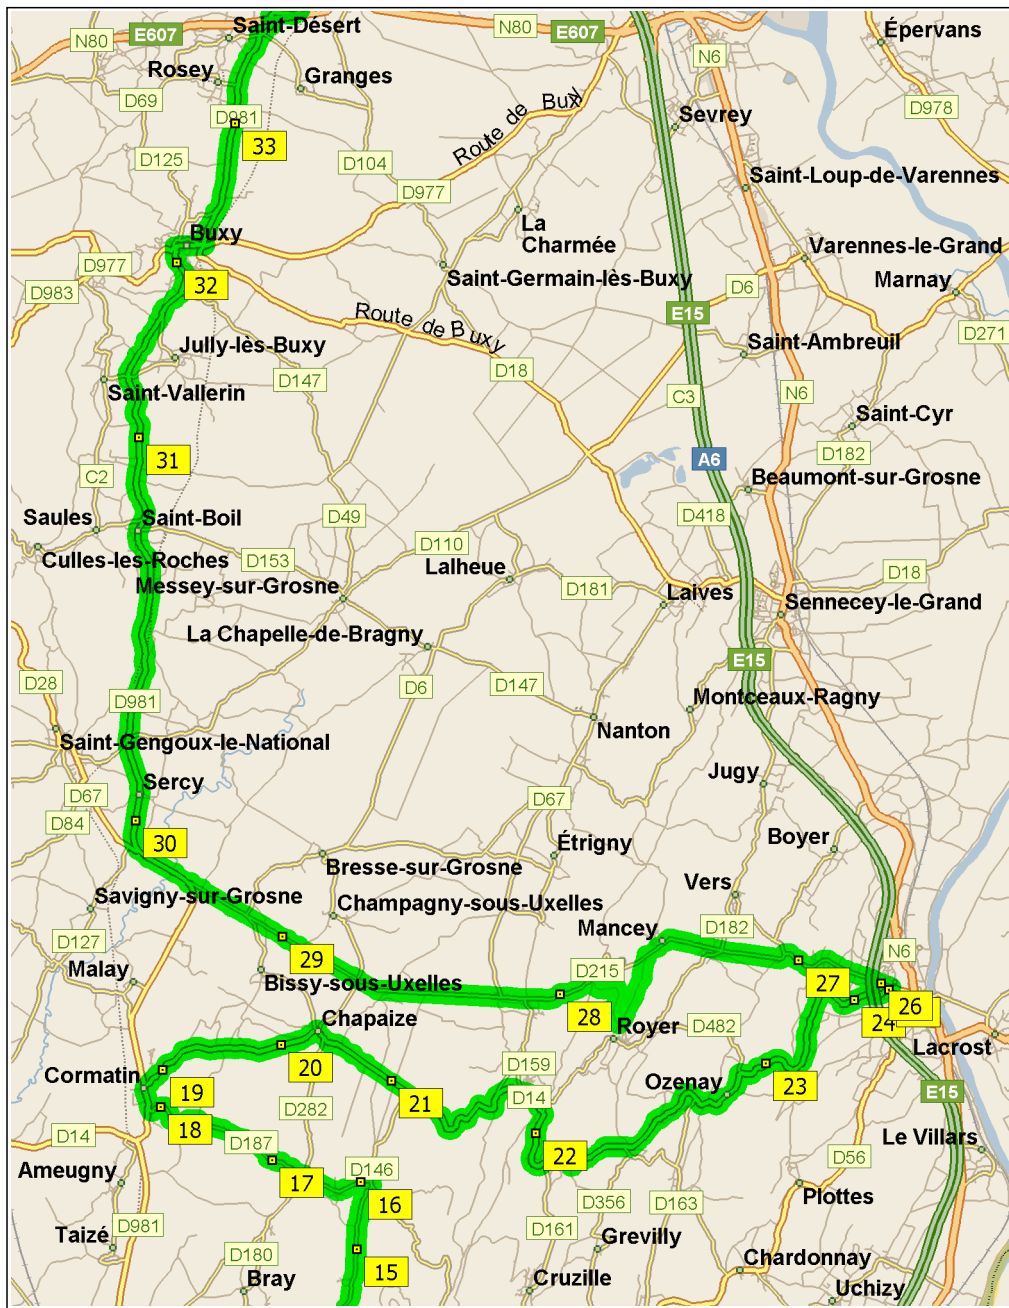 Saint-Désert
N80
E607
N80
E607
Épervans
N6
Rosey
Granges
D69
D981
Route de Buxy
Sevrey
D978
33
D125
D104
D977
Saint-Loup-de-Varennes
La
Charmée
Buxy
D977
Varennes-le-Grand
32
Saint-Germain-lès-Buxy
D6
Marnay
D983
E15
Route de Buxy
D271
Jully-lès-Buxy
Saint-Ambreuil
D18
D147
Saint-Vallerin
C3
N6
Saint-Cyr
31
A6
D182
C2
Beaumont-sur-Grosne
Saules
Saint-Boil
D49
D418
Culles-les-Roches
D153
D110
Lalheue
D18
Messey-sur-Grosne
D181
Laives
Sennecey-le-Grand
La Chapelle-de-Bragny
E15
D28
D6
D147
D981
Montceaux-Ragny
Nanton
Saint-Gengoux-le-National
Sercy
Jugy
D67
D67
D84
30
Boyer
Étrigny
Bresse-sur-Grosne
Vers
Savigny-sur-Grosne
Champagny-sous-Uxelles
Mancey
D182
D127
D146
29
N6
Malay
D215
27
Bissy-sous-Uxelles
26
28
Chapaize
Royer
D482
24
Lacrost
20
D159
Cormatin
Ozenay
23
19
21
D14
E15
18
D282
D14
D187
22
Le Villars
D56
Ameugny
17
D146
16
Plottes
D981
D356
D163
Taizé
D161
Grevilly
D180
15
Chardonnay
Bray
Cruzille
Uchizy